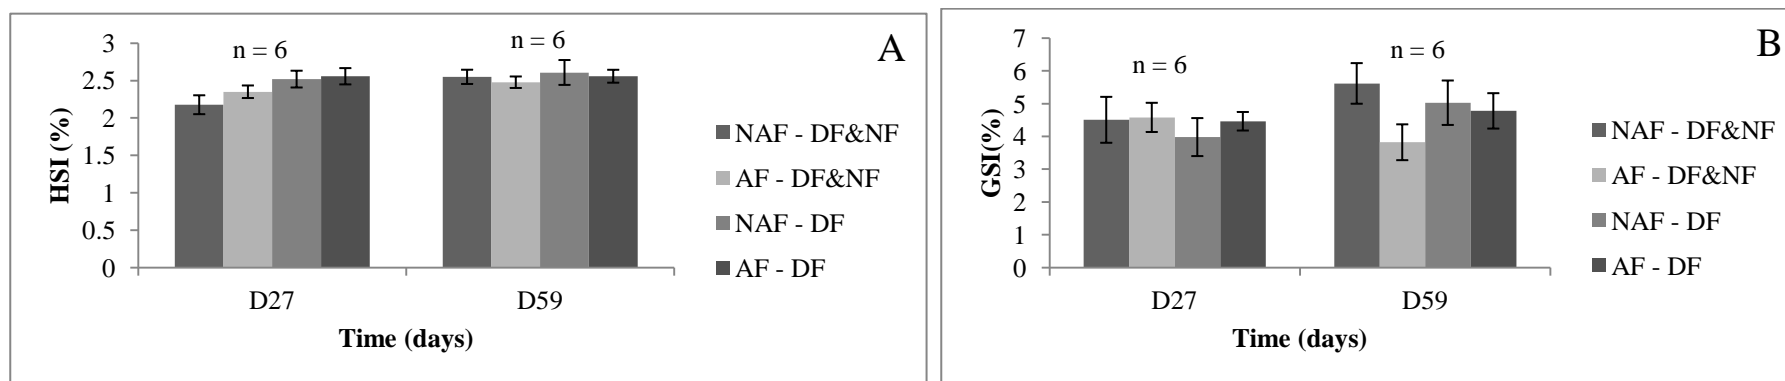 A
n = 6
n = 6
3
2.5
2
1.5
1
0.5
0
HSI (%)
D27
D59
Time (days)
NAF - DF&NF
AF - DF&NF
NAF - DF
AF - DF
B
n = 6
n = 6
7
6
5
4
3
2
1
0
GSI(%)
D27
D59
Time (days)
NAF - DF&NF
AF - DF&NF
NAF - DF
AF - DF